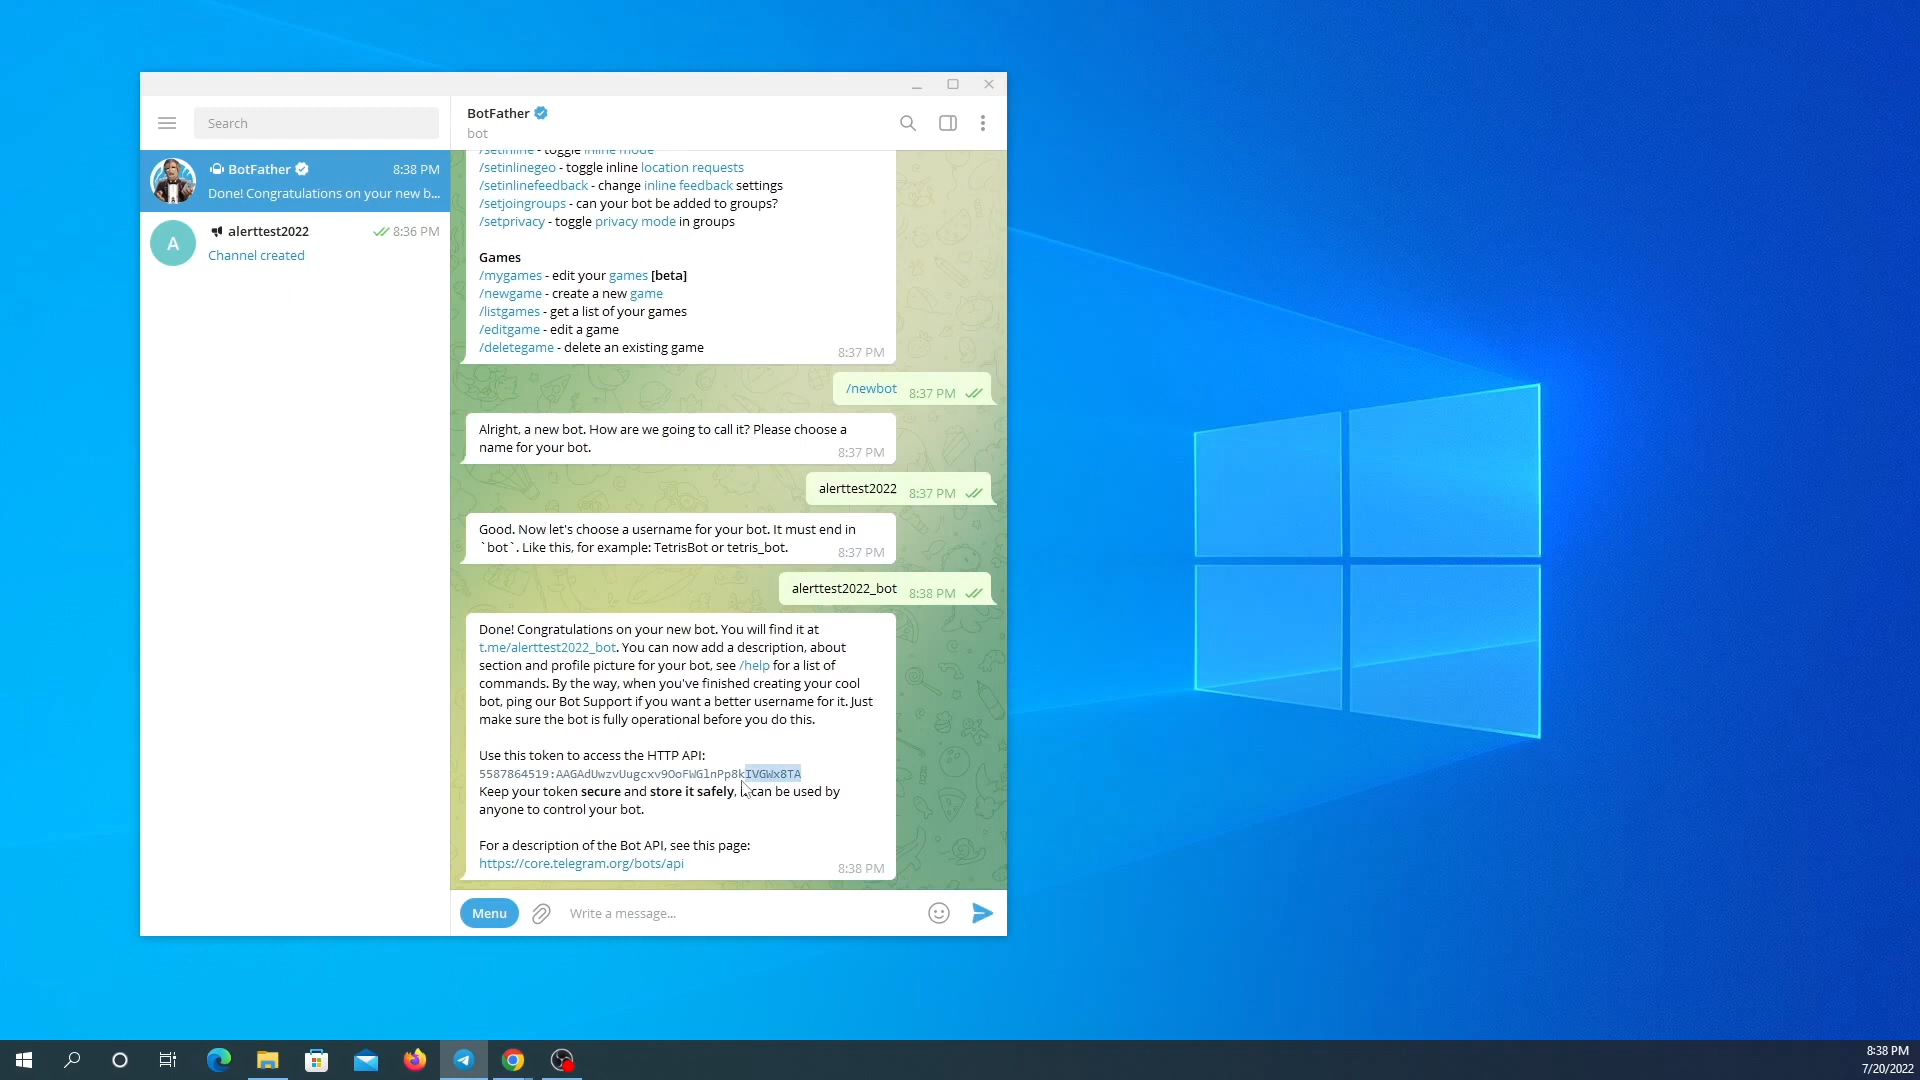 Search
BotFather
bot
BotFather
8:38 PM
Done! Congratulations on your new b...
A
alerttest2022
8:36 PM
Channel created
/setinline - toggle inline mode
/setinlinegeo - toggle inline location requests
/setinlinefeedback - change inline feedback settings
/setjoingroups - can your bot be added to groups?
/setprivacy - toggle privacy mode in groups
Games
/mygames - edit your games [beta]
/newgame - create a new game
/listgames - get a list of your games
/editgame - edit a game
/deletegame - delete an existing game
8:37 PM
/newbot 8:37 PM
Alright, a new bot. How are we going to call it? Please choose a
name for your bot.
8:37 PM
alerttest2022 8:37 PM
Good. Now let's choose a username for your bot. It must end in
`bot`. Like this, for example: TetrisBot or tetris_bot.
8:37 PM
alerttest2022_bot 8:38 PM
Done! Congratulations on your new bot. You will find it at
t.me/alerttest2022_bot. You can now add a description, about
section and profile picture for your bot, see /help for a list of
commands. By the way, when you've finished creating your cool
bot, ping our Bot Support if you want a better username for it. Just
make sure the bot is fully operational before you do this.
Use this token to access the HTTP API:
5587864519:AAGAdUwzvUugcxv9OoFWGlnPp8kIVGWx8TA
Keep your token secure and store it safely, it can be used by
anyone to control your bot.
For a description of the Bot API, see this page:
https://core.telegram.org/bots/api
8:38 PM
Menu
Write a message...
8:38 PM
7/20/2022